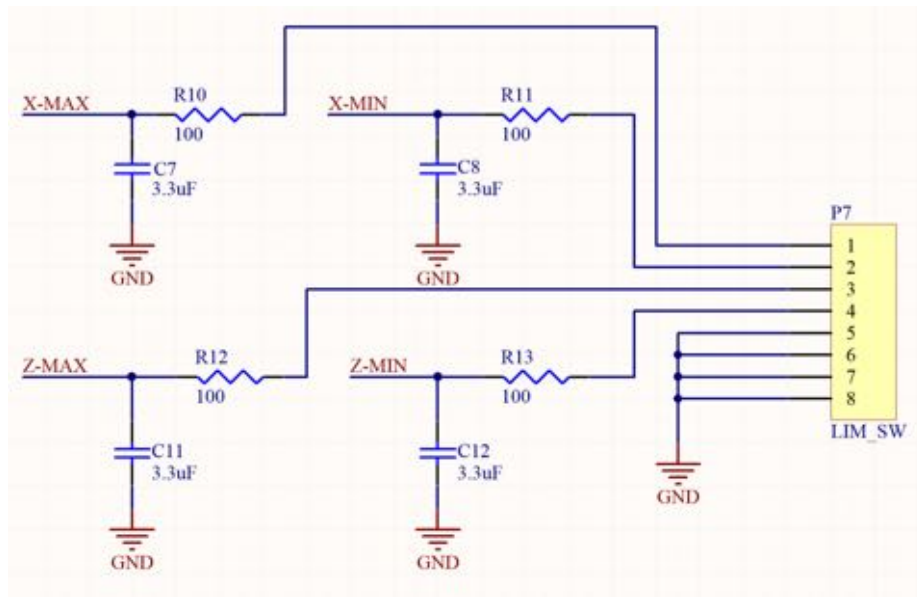 X-MAX
R10
100
C7
3.3uF
GND
X-MIN
R11
100
C8
3.3uF
GND
P7
1
2
3
4
5
6
7
8
LIM_SW
GND
Z-MAX
R12
100
C11
3.3uF
GND
Z-MIN
R13
100
C12
3.3uF
GND